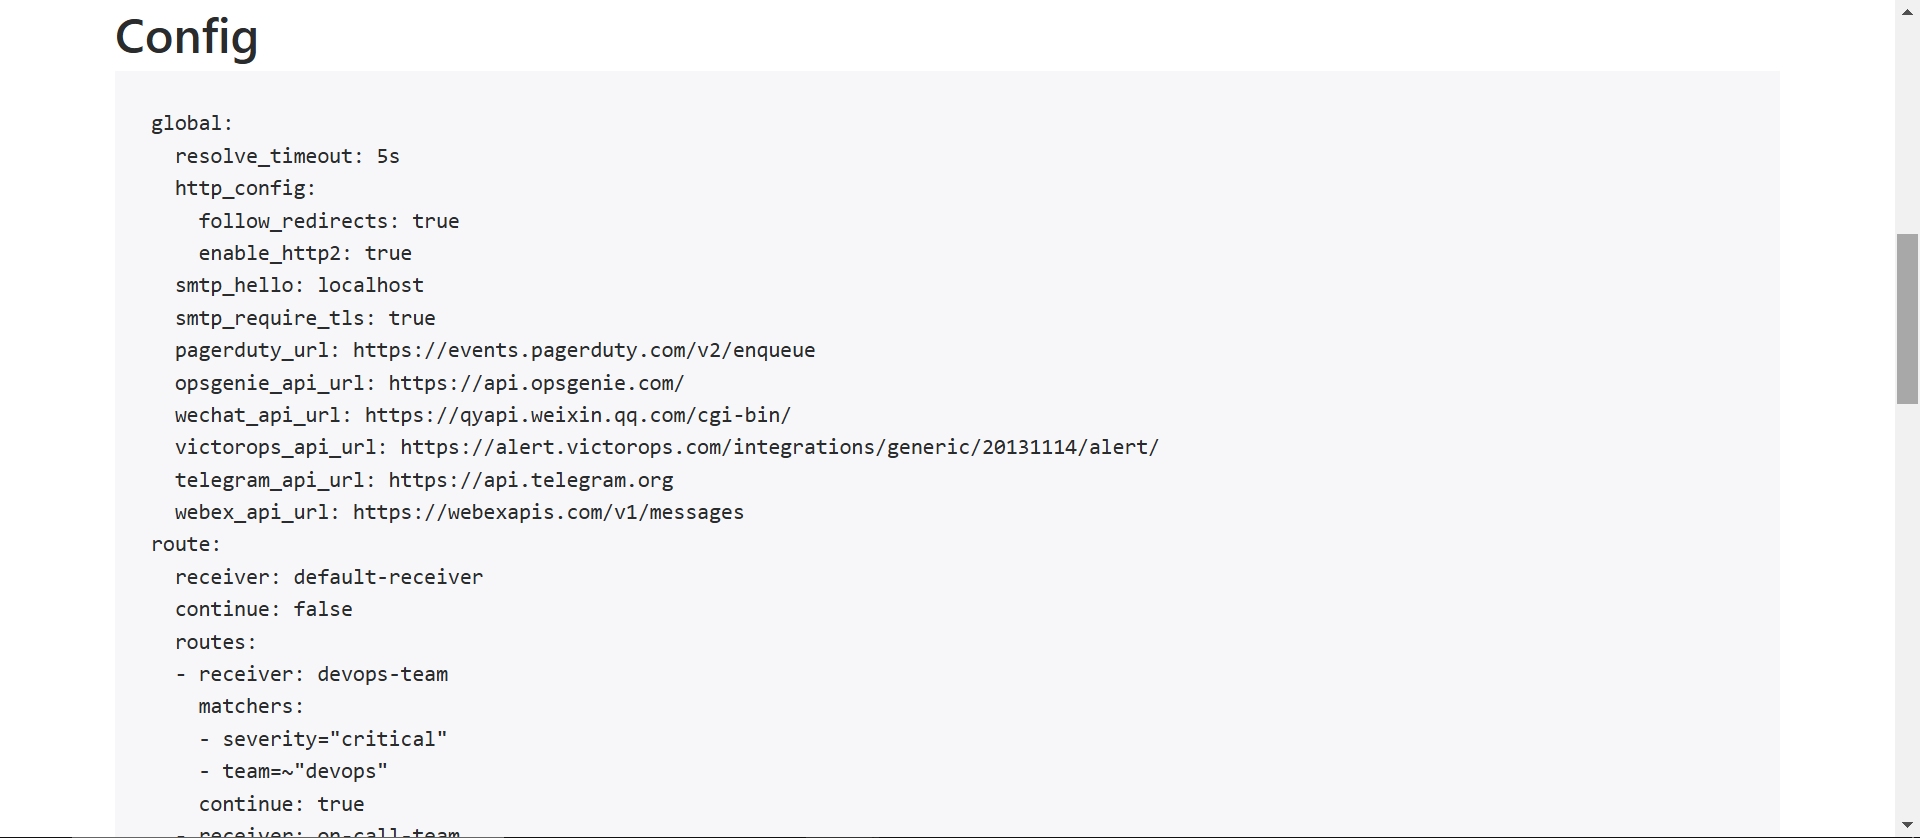 Config
global:
  resolve_timeout: 5s
  http_config:
    follow_redirects: true
    enable_http2: true
  smtp_hello: localhost
  smtp_require_tls: true
  pagerduty_url: https://events.pagerduty.com/v2/enqueue
  opsgenie_api_url: https://api.opsgenie.com/
  wechat_api_url: https://qyapi.weixin.qq.com/cgi-bin/
  victorops_api_url: https://alert.victorops.com/integrations/generic/20131114/alert/
  telegram_api_url: https://api.telegram.org
  webex_api_url: https://webexapis.com/v1/messages
route:
  receiver: default-receiver
  continue: false
  routes:
  - receiver: devops-team
    matchers:
    - severity="critical"
    - team=~"devops"
    continue: true
  - receiver: on-call-team